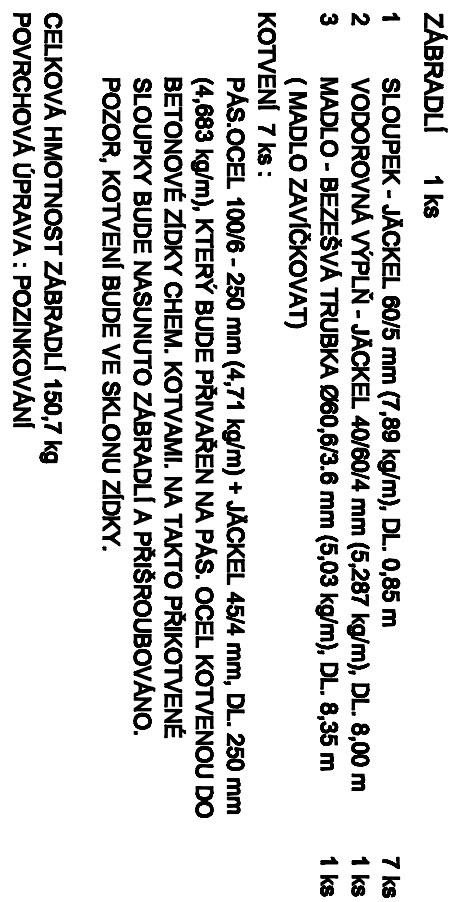 ZÁBRADLÍ 1 ks
1 SLOUPEK - JÄCKEL 60/5 mm (7,89 kg/m), DL. 0,85 m 7 ks
2 VODOROVNÁ VÝPLŇ - JÄCKEL 40/60/4 mm (5,287 kg/m), DL. 8,00 m 1 ks
3 MADLO - BEZEŠVÁ TRUBKA Ø60,6/3.6 mm (5,03 kg/m), DL. 8,35 m 1 ks
( MADLO ZAVÍČKOVAT)
KOTVENÍ 7 ks :
PÁS.OCEL 100/6 - 250 mm (4,71 kg/m) + JÄCKEL 45/4 mm, DL. 250 mm
(4,683 kg/m), KTERÝ BUDE PŘIVAŘEN NA PÁS. OCEL KOTVENOU DO
BETONOVÉ ZÍDKY CHEM. KOTVAMI. NA TAKTO PŘIKOTVENÉ
SLOUPKY BUDE NASUNUTO ZÁBRADLÍ A PŘIŠROUBOVÁNO.
POZOR, KOTVENÍ BUDE VE SKLONU ZÍDKY.
CELKOVÁ HMOTNOST ZÁBRADLÍ 150,7 kg
POVRCHOVÁ ÚPRAVA : POZINKOVÁNÍ